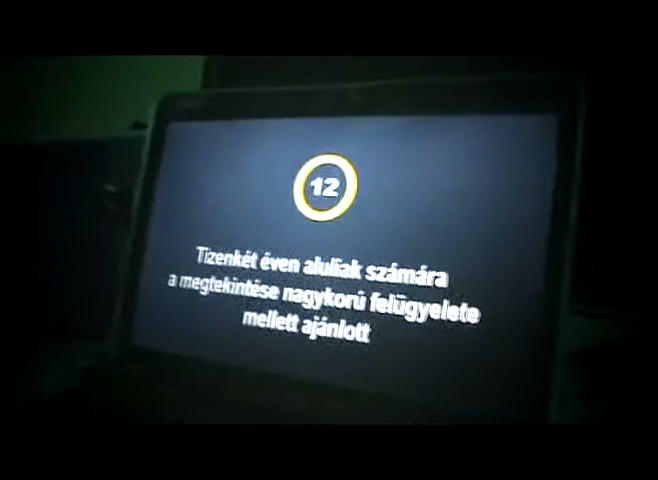 12
Tizenkét éven aluliak számára
a megtekintése nagykorú felügyelete
mellett ajánlott